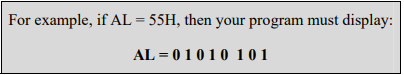 For example, if AL = 55H, then your program must display:
AL = 0 1 0 1 0 1 0 1